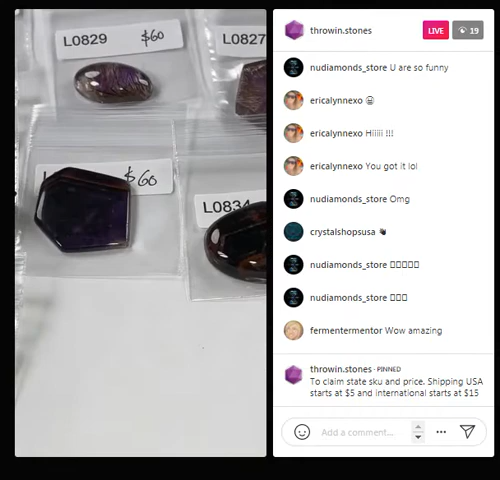 L0829 $60
L0827
$60
L0834
throwin.stones LIVE 19
nudiamonds_store U are so funny
ericalynnexo
ericalynnexo Hiiiii !!!
ericalynnexo You got it lol
nudiamonds_store Omg
crystalshopsusa
nudiamonds_store
nudiamonds_store
fermentermentor Wow amazing
throwin.stones · PINNED
To claim state sku and price. Shipping USA
starts at $5 and international starts at $15
Add a comment...